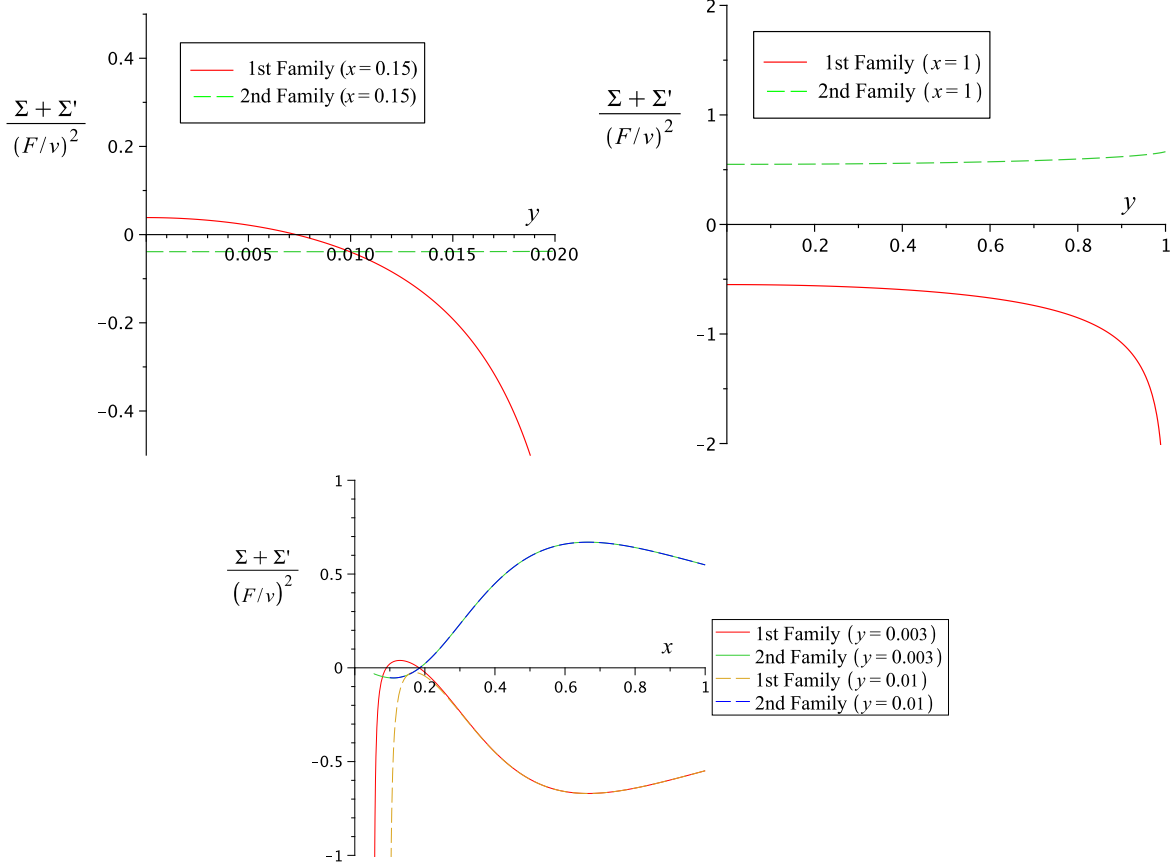 Σ + Σ'
(F/v)²
0.4
0.2
0
−0.2
−0.4
1st Family (x = 0.15)
2nd Family (x = 0.15)
y
0.005
0.010
0.015
0.020
Σ + Σ'
(F/v)²
2
1
0
−1
−2
1st Family (x = 1)
2nd Family (x = 1)
y
0.2
0.4
0.6
0.8
1
Σ + Σ'
(F/v)²
1
0.5
0
−0.5
−1
x
0.2
0.4
0.6
0.8
1
1st Family (y = 0.003)
2nd Family (y = 0.003)
1st Family (y = 0.01)
2nd Family (y = 0.01)